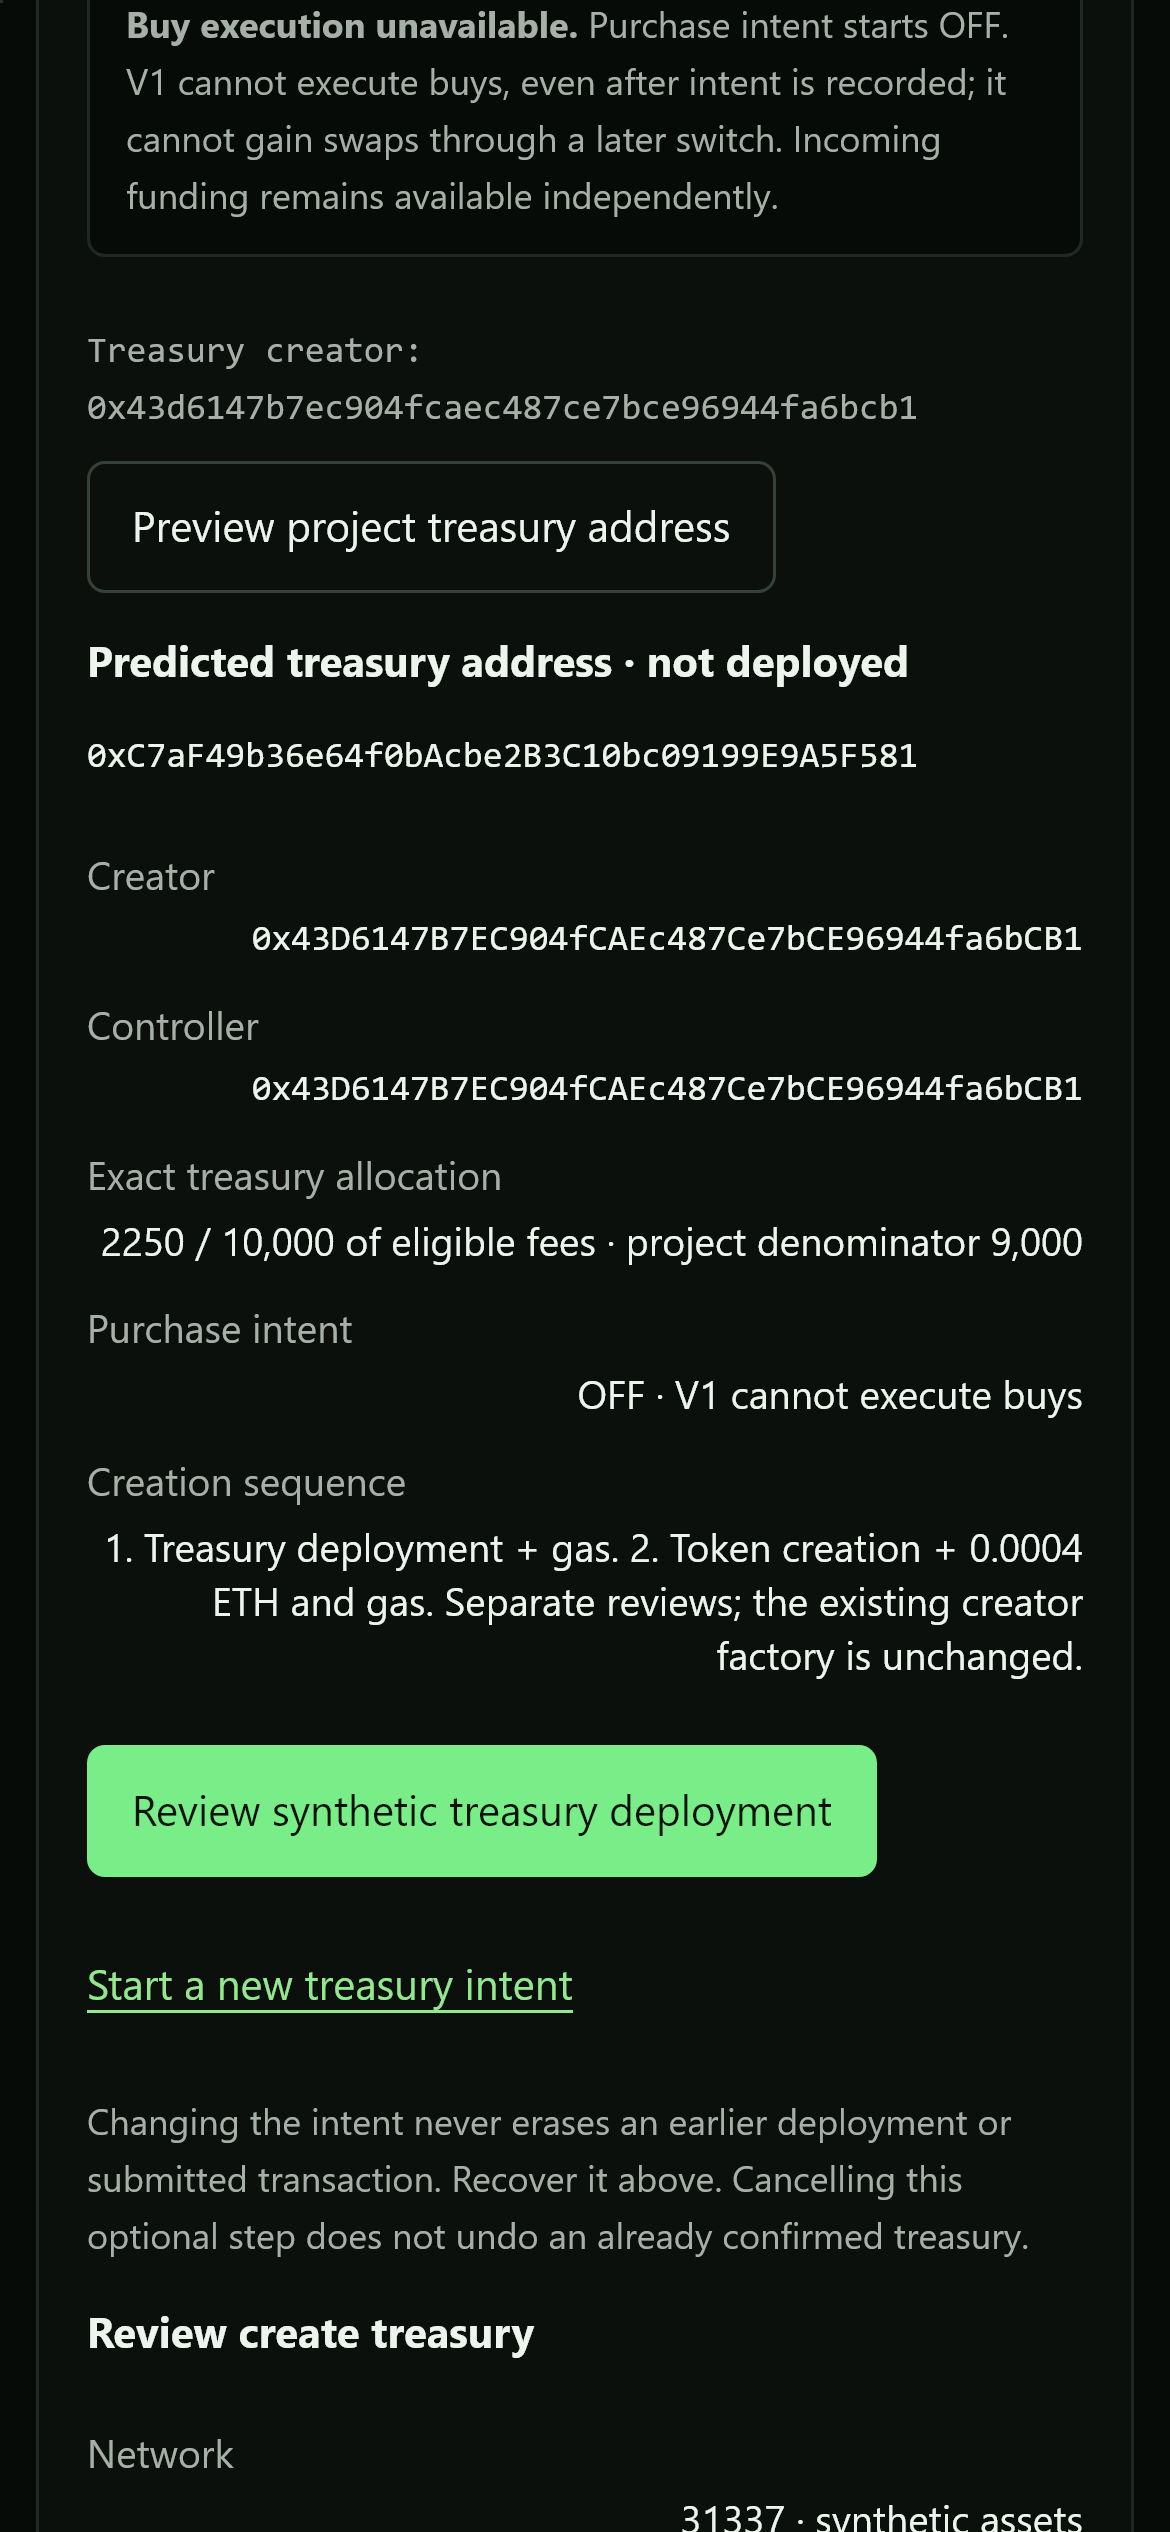 Buy execution unavailable. Purchase intent starts OFF.
V1 cannot execute buys, even after intent is recorded; it
cannot gain swaps through a later switch. Incoming
funding remains available independently.
Treasury creator:
0x43d6147b7ec904fcaec487ce7bce96944fa6bcb1
Preview project treasury address
Predicted treasury address · not deployed
0xC7aF49b36e64f0bAcbe2B3C10bc09199E9A5F581
Creator
0x43D6147B7EC904fCAEc487Ce7bCE96944fa6bCB1
Controller
0x43D6147B7EC904fCAEc487Ce7bCE96944fa6bCB1
Exact treasury allocation
2250 / 10,000 of eligible fees · project denominator 9,000
Purchase intent
OFF · V1 cannot execute buys
Creation sequence
1. Treasury deployment + gas. 2. Token creation + 0.0004
ETH and gas. Separate reviews; the existing creator
factory is unchanged.
Review synthetic treasury deployment
Start a new treasury intent
Changing the intent never erases an earlier deployment or
submitted transaction. Recover it above. Cancelling this
optional step does not undo an already confirmed treasury.
Review create treasury
Network
31337 · synthetic assets